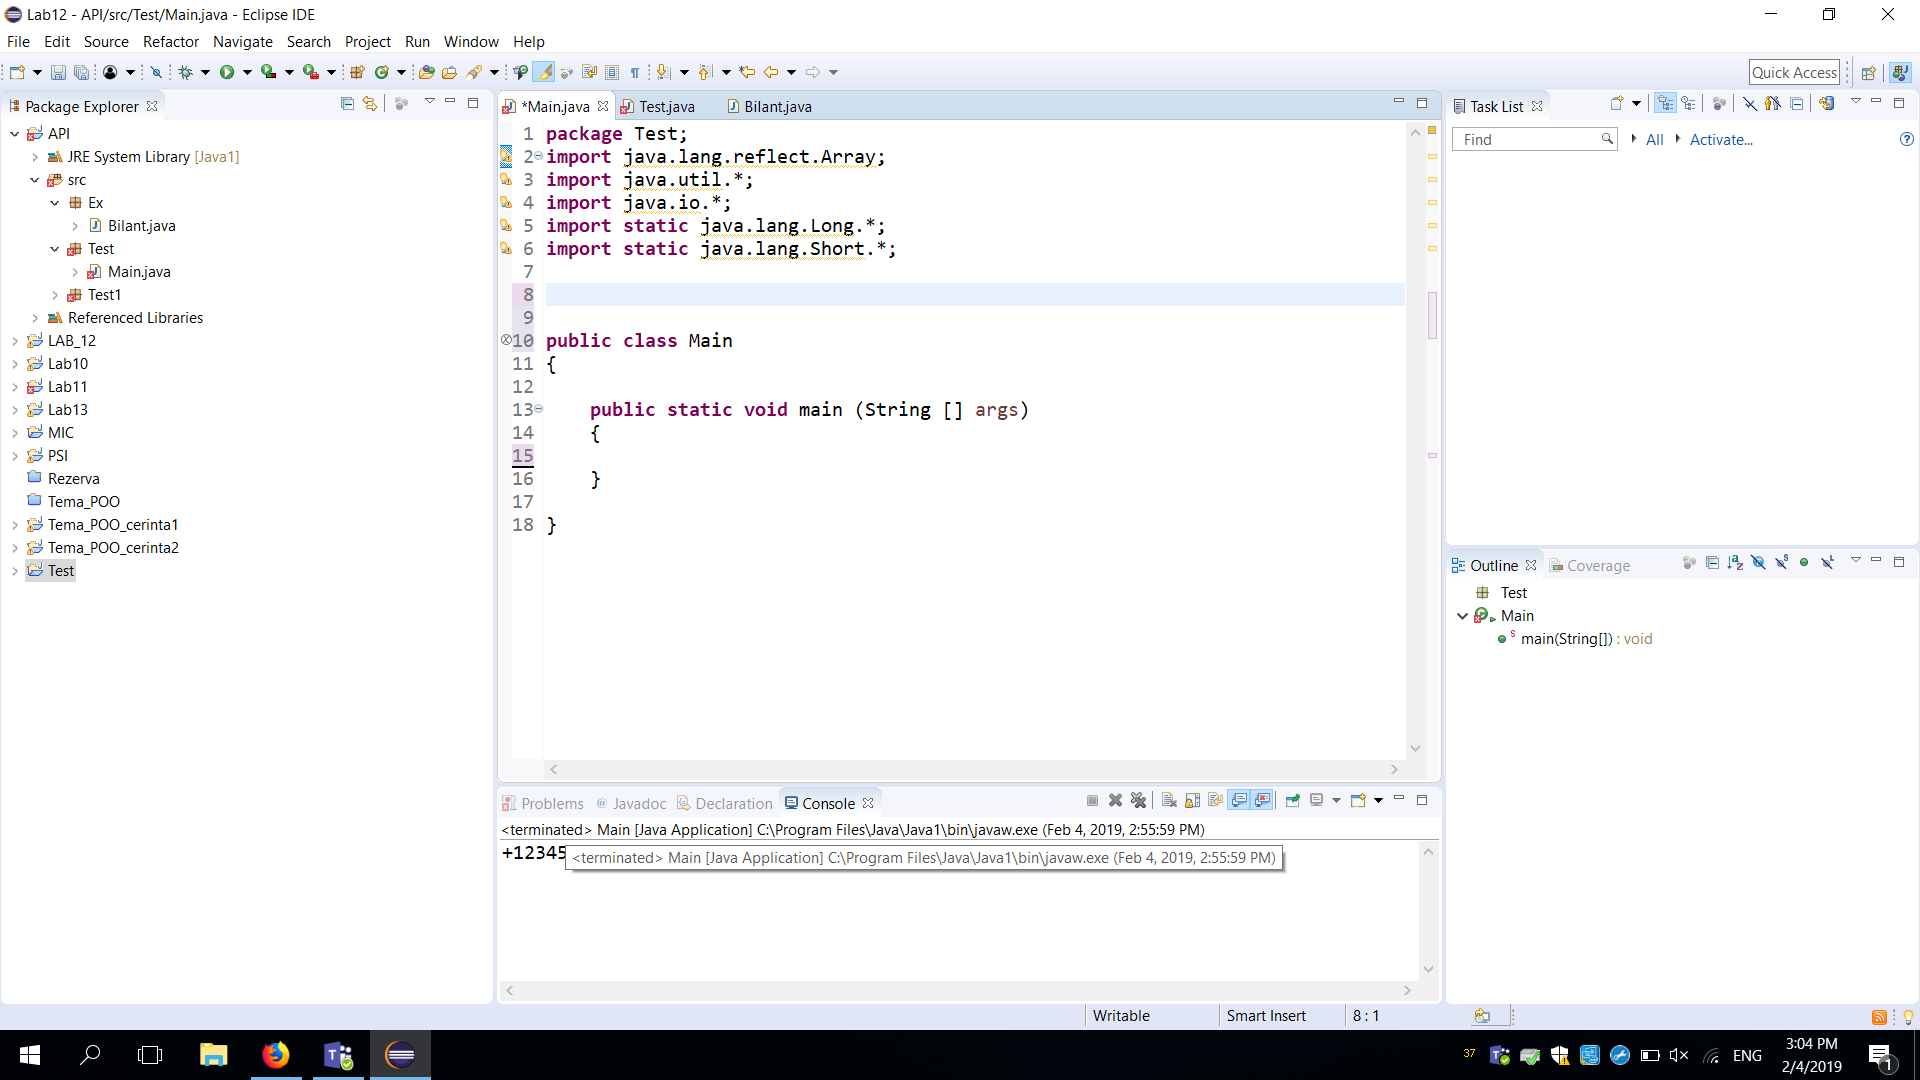 Lab12 - API/src/Test/Main.java - Eclipse IDE
File Edit Source Refactor Navigate Search Project Run Window Help
Quick Access
Package Explorer
API
JRE System Library [Java1]
src
Ex
Bilant.java
Test
Main.java
Test1
Referenced Libraries
LAB_12
Lab10
Lab11
Lab13
MIC
PSI
Rezerva
Tema_POO
Tema_POO_cerinta1
Tema_POO_cerinta2
Test
*Main.java Test.java Bilant.java
1 package Test;
2 import java.lang.reflect.Array;
3 import java.util.*;
4 import java.io.*;
5 import static java.lang.Long.*;
6 import static java.lang.Short.*;
7
8
9
10 public class Main
11 {
12
13 public static void main (String [] args)
14 {
15
16 }
17
18 }
Problems @ Javadoc Declaration Console
<terminated> Main [Java Application] C:\Program Files\Java\Java1\bin\javaw.exe (Feb 4, 2019, 2:55:59 PM)
+12345
<terminated> Main [Java Application] C:\Program Files\Java\Java1\bin\javaw.exe (Feb 4, 2019, 2:55:59 PM)
Task List
Find All Activate...
Outline Coverage
Test
Main
main(String[]) : void
Writable Smart Insert 8 : 1
37 ENG 3:04 PM
2/4/2019
1